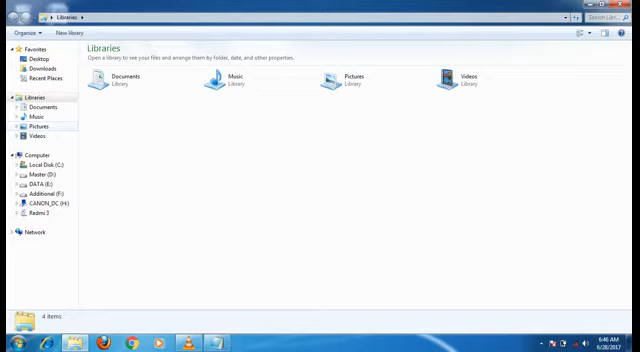 Libraries
Search Libr...
Organize
New library
Favorites
Desktop
Downloads
Recent Places
Libraries
Documents
Music
Pictures
Videos
Computer
Local Disk (C:)
Master (D:)
DATA (E:)
Additional (F:)
CANON_DC (H:)
Redmi 3
Network
Libraries
Open a library to see your files and arrange them by folder, date, and other properties.
Documents
Library
Music
Library
Pictures
Library
Videos
Library
4 items
6:46 AM
6/28/2017